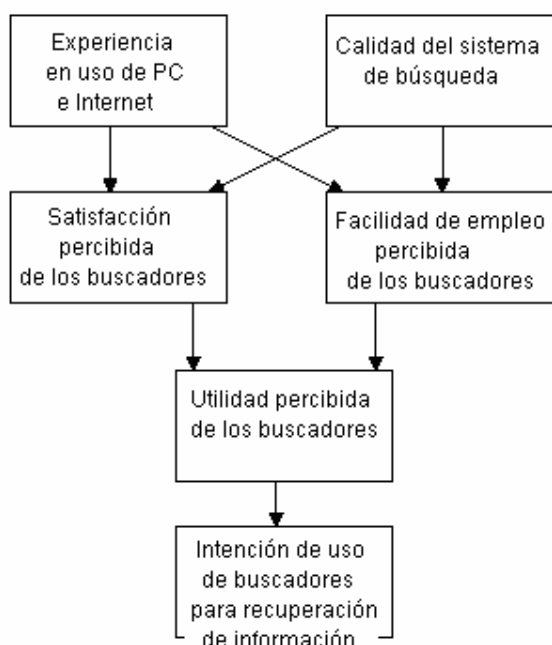 Experiencia
en uso de PC
e Internet
Calidad del sistema
de búsqueda
Satisfacción
percibida
de los buscadores
Facilidad de empleo
percibida
de los buscadores
Utilidad percibida
de los buscadores
Intención de uso
de buscadores
para recuperación
de información